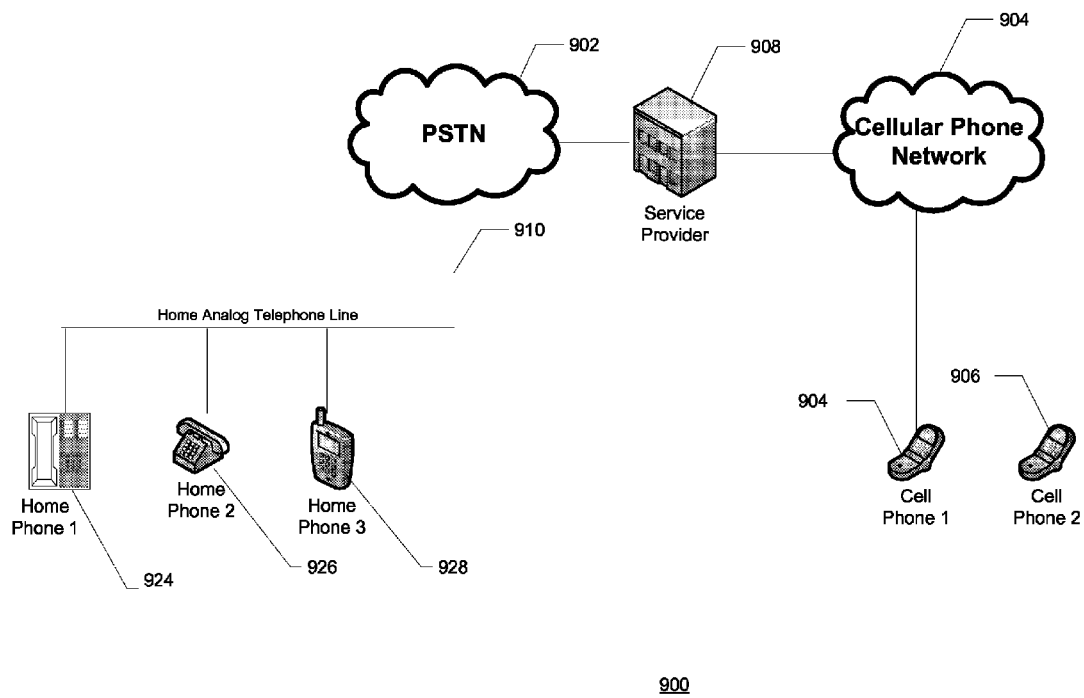 904
902
908
PSTN
Cellular Phone
Network
Service
Provider
910
Home Analog Telephone Line
906
904
Home
Phone 1
Home
Phone 2
Home
Phone 3
Cell
Phone 1
Cell
Phone 2
924
926
928
900